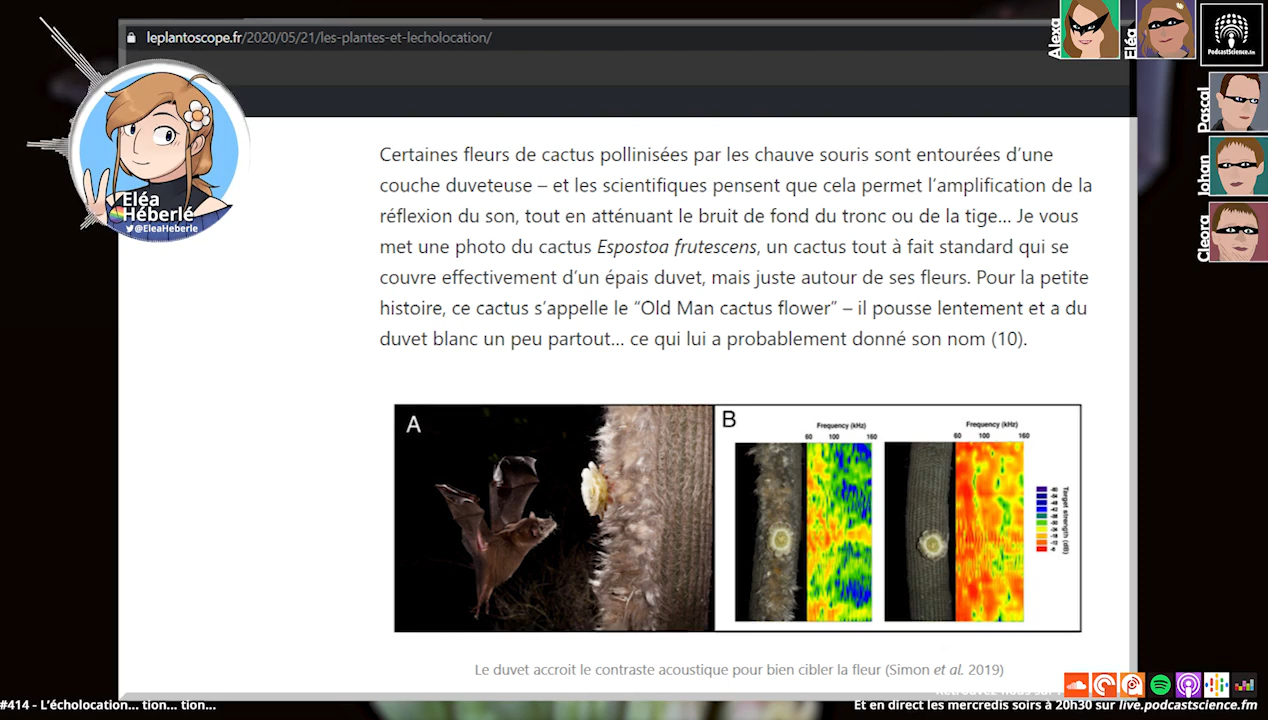 leplantoscope.fr/2020/05/21/les-plantes-et-lecholocation/
Alexa
Eléa
PodcastScience.fm
Pascal
Johan
Cleora
Eléa
Héberlé
@EleaHeberle
Certaines fleurs de cactus pollinisées par les chauve souris sont entourées d’une
couche duveteuse – et les scientifiques pensent que cela permet l’amplification de la
réflexion du son, tout en atténuant le bruit de fond du tronc ou de la tige… Je vous
met une photo du cactus Espostoa frutescens, un cactus tout à fait standard qui se
couvre effectivement d’un épais duvet, mais juste autour de ses fleurs. Pour la petite
histoire, ce cactus s’appelle le “Old Man cactus flower” – il pousse lentement et a du
duvet blanc un peu partout… ce qui lui a probablement donné son nom (10).
A
B
Frequency (kHz)
60 100 160
Frequency (kHz)
60 100 160
Target strength (dB)
Le duvet accroit le contraste acoustique pour bien cibler la fleur (Simon et al. 2019)
Retrouvez nous sur
#414 - L’écholocation... tion... tion...
Et en direct les mercredis soirs à 20h30 sur live.podcastscience.fm